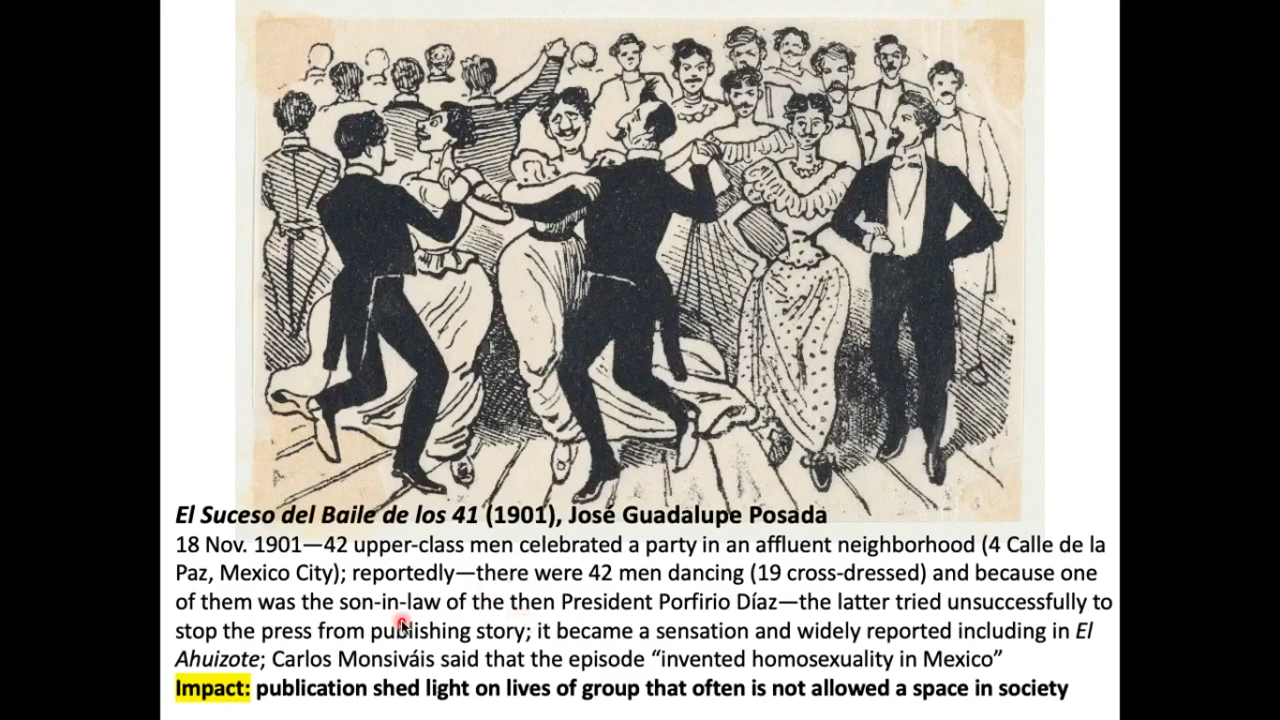 El Suceso del Baile de los 41 (1901), José Guadalupe Posada
18 Nov. 1901—42 upper-class men celebrated a party in an affluent neighborhood (4 Calle de la
Paz, Mexico City); reportedly—there were 42 men dancing (19 cross-dressed) and because one
of them was the son-in-law of the then President Porfirio Díaz—the latter tried unsuccessfully to
stop the press from publishing story; it became a sensation and widely reported including in El
Ahuizote; Carlos Monsiváis said that the episode “invented homosexuality in Mexico”
Impact: publication shed light on lives of group that often is not allowed a space in society